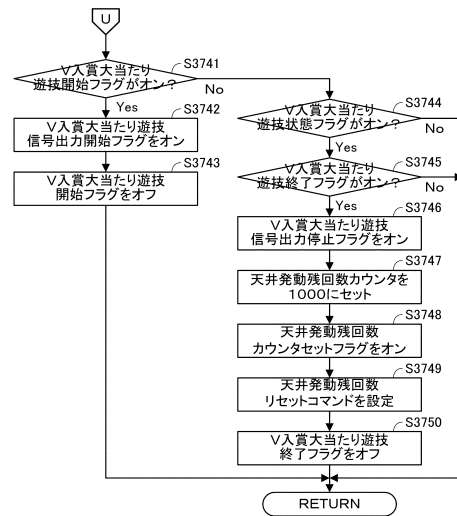 U
V入賞大当たり
遊技開始フラグがオン?
S3741
No
Yes
S3742
V入賞大当たり遊技
信号出力開始フラグをオン
S3743
V入賞大当たり遊技
開始フラグをオフ
V入賞大当たり
遊技状態フラグがオン?
S3744
No
Yes
V入賞大当たり
遊技終了フラグがオン?
S3745
No
Yes
S3746
V入賞大当たり遊技
信号出力停止フラグをオン
S3747
天井発動残回数カウンタを
1000にセット
S3748
天井発動残回数
カウンタセットフラグをオン
S3749
天井発動残回数
リセットコマンドを設定
S3750
V入賞大当たり遊技
終了フラグをオフ
RETURN